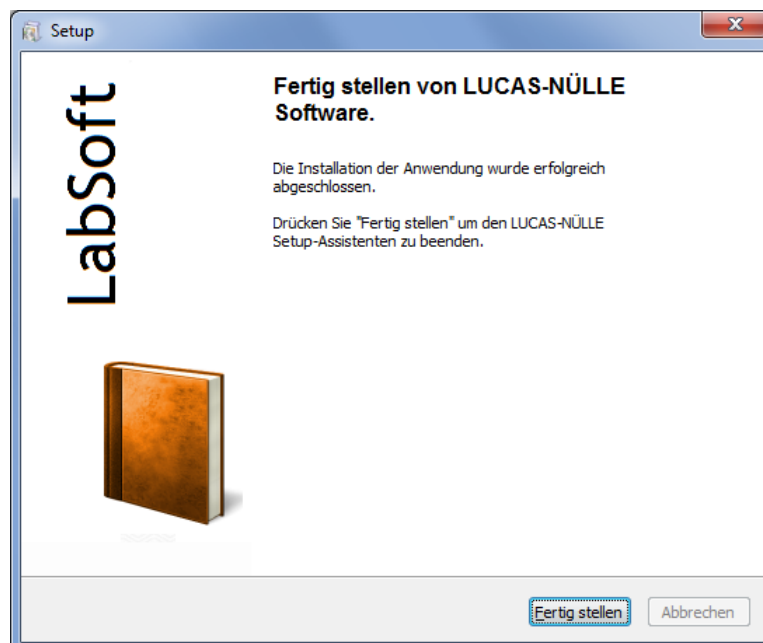 Setup
LabSoft
Fertig stellen von LUCAS-NÜLLE
Software.
Die Installation der Anwendung wurde erfolgreich
abgeschlossen.
Drücken Sie "Fertig stellen" um den LUCAS-NÜLLE
Setup-Assistenten zu beenden.
Fertig stellen
Abbrechen